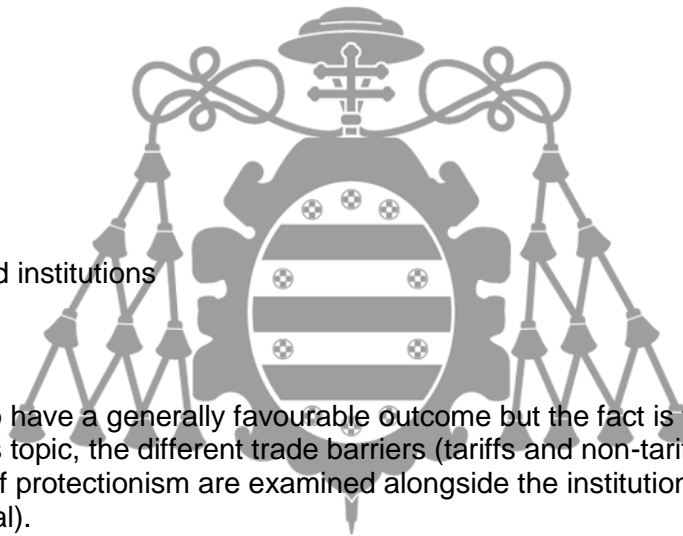 d institutions
have a generally favourable outcome but the fact is
topic, the different trade barriers (tariffs and non-tarif
f protectionism are examined alongside the institution
al).